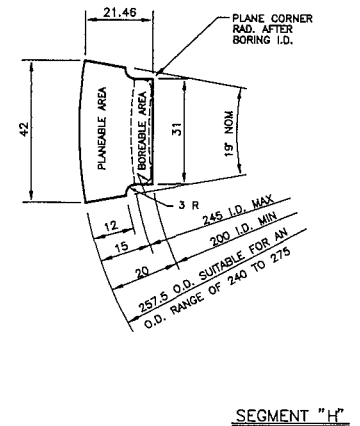 21.46
PLANE CORNER
RAD. AFTER
BORING I.D.
42
PLANEABLE AREA
BOREABLE AREA
31
19° NOM
3 R
12
15
20
245 I.D. MAX
200 I.D. MIN
257.5 O.D. SUITABLE FOR AN
O.D. RANGE OF 240 TO 275
SEGMENT "H"